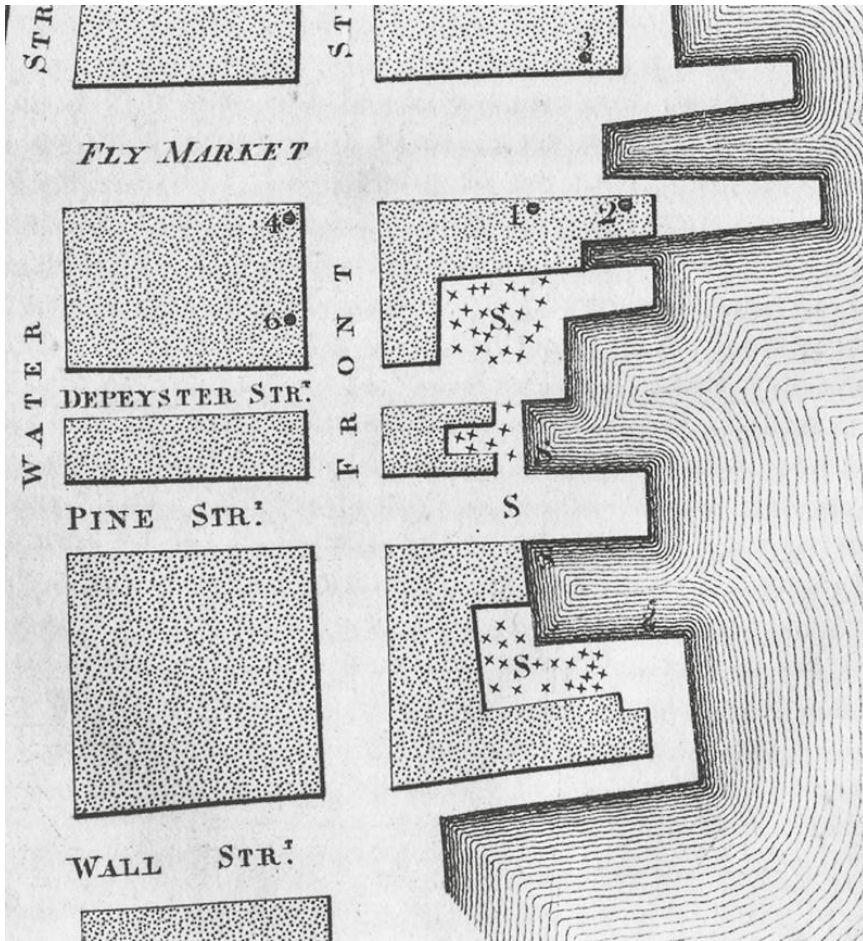 STR
ST
FLY MARKET
4
1
2
6
S
WATER
FRONT
DEPEYSTER STR.ᵗ
S
PINE STR.ᵗ
S
S
S
WALL STR.ᵗ